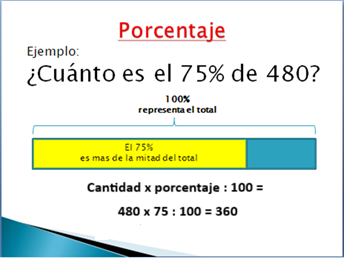 Porcentaje
Ejemplo:
¿Cuánto es el 75% de 480?
100%
representa el total
El 75%
es mas de la mitad del total
Cantidad x porcentaje : 100 =
480 x 75 : 100 = 360